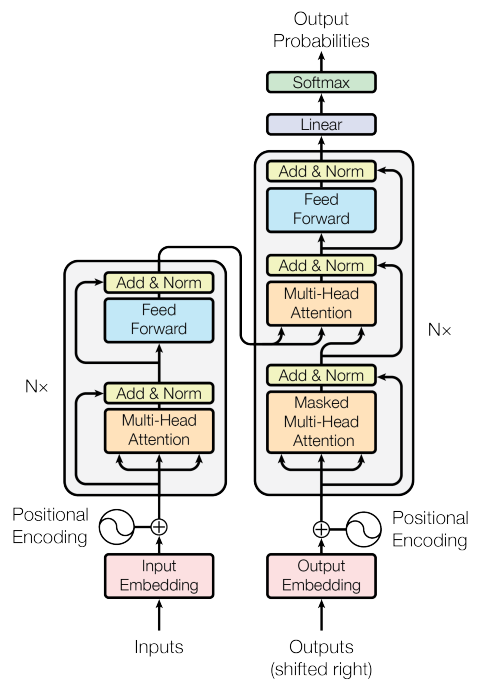 Output
Probabilities
Softmax
Linear
Add & Norm
Feed
Forward
Add & Norm
Multi-Head
Attention
Add & Norm
Masked
Multi-Head
Attention
N×
Add & Norm
Feed
Forward
Add & Norm
Multi-Head
Attention
N×
Positional
Encoding
Positional
Encoding
Input
Embedding
Output
Embedding
Inputs
Outputs
(shifted right)